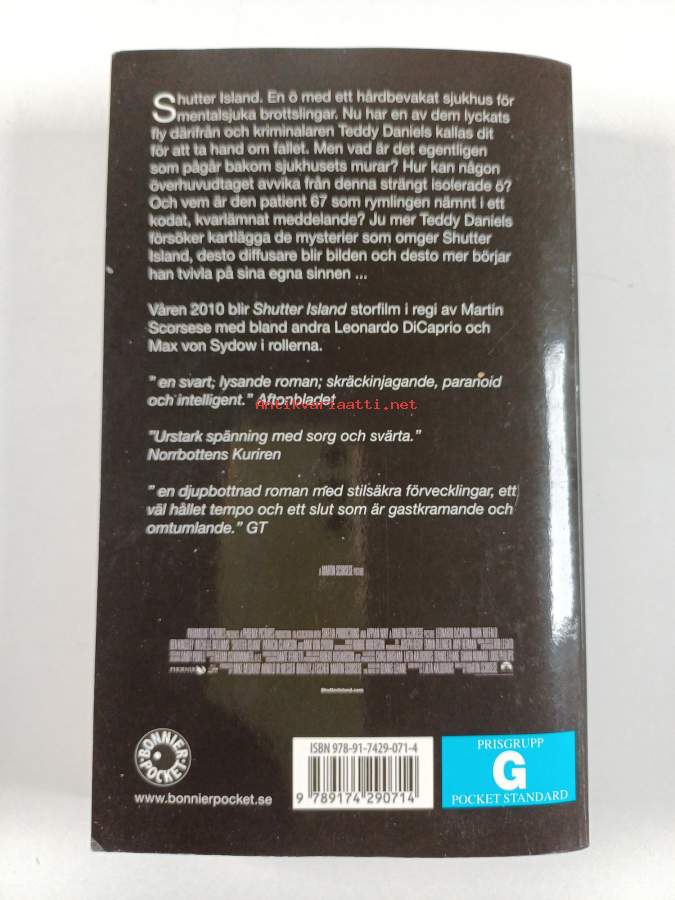 Shutter Island. En ö med ett hårdbevakat sjukhus för
mentalsjuka brottslingar. Nu har en av dem lyckats
fly därifrån och kriminalaren Teddy Daniels kallas dit
för att ta hand om fallet. Men vad är det egentligen
som pågår bakom sjukhusets murar? Hur kan någon
överhuvudtaget avvika från denna strängt isolerade ö?
Och vem är den patient 67 som rymlingen nämnt i ett
kodat, kvarlämnat meddelande? Ju mer Teddy Daniels
försöker kartlägga de mysterier som omger Shutter
Island, desto diffusare blir bilden och desto mer börjar
han tvivla på sina egna sinnen ...
Våren 2010 blir Shutter Island storfilm i regi av Martin
Scorsese med bland andra Leonardo DiCaprio och
Max von Sydow i rollerna.
” en svart; lysande roman; skräckinjagande, paranoid
och intelligent.” Aftonbladet
Antikvariaatti.net
”Urstark spänning med sorg och svärta.”
Norrbottens Kuriren
” en djupbottnad roman med stilsäkra förvecklingar, ett
väl hållet tempo och ett slut som är gastkramande och
omtumlande.” GT
ShutterIsland.com
BONNIER
POCKET
www.bonnierpocket.se
ISBN 978-91-7429-071-4
9 789174 290714
PRISGRUPP
G
POCKET STANDARD